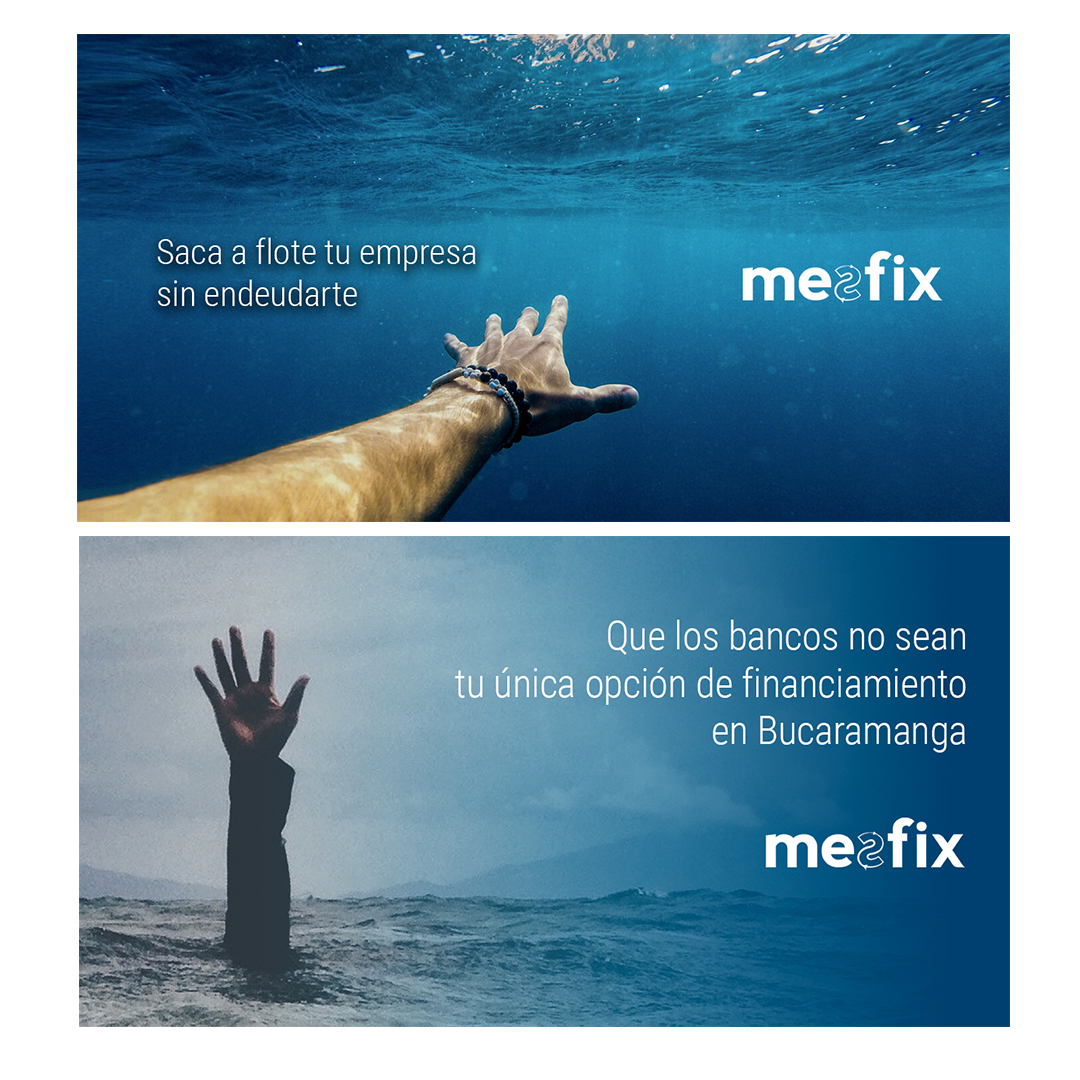 Saca a flote tu empresa
sin endeudarte
mesfix
Que los bancos no sean
tu única opción de financiamiento
en Bucaramanga
mesfix